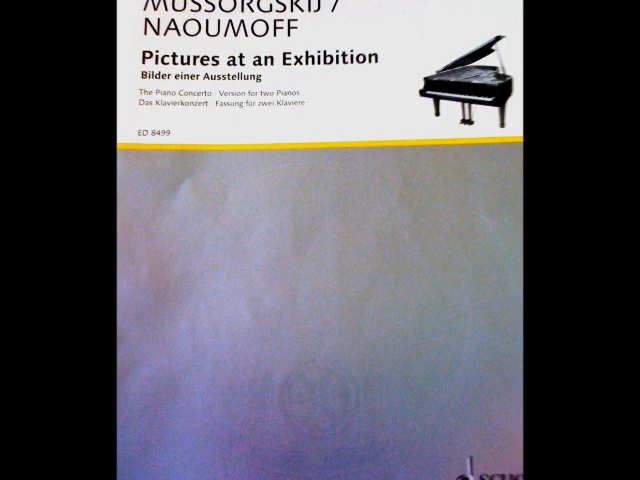 MUSSORGSKIJ /
NAOUMOFF
Pictures at an Exhibition
Bilder einer Ausstellung
The Piano Concerto · Version for two Pianos
Das Klavierkonzert · Fassung für zwei Klaviere
ED 8499